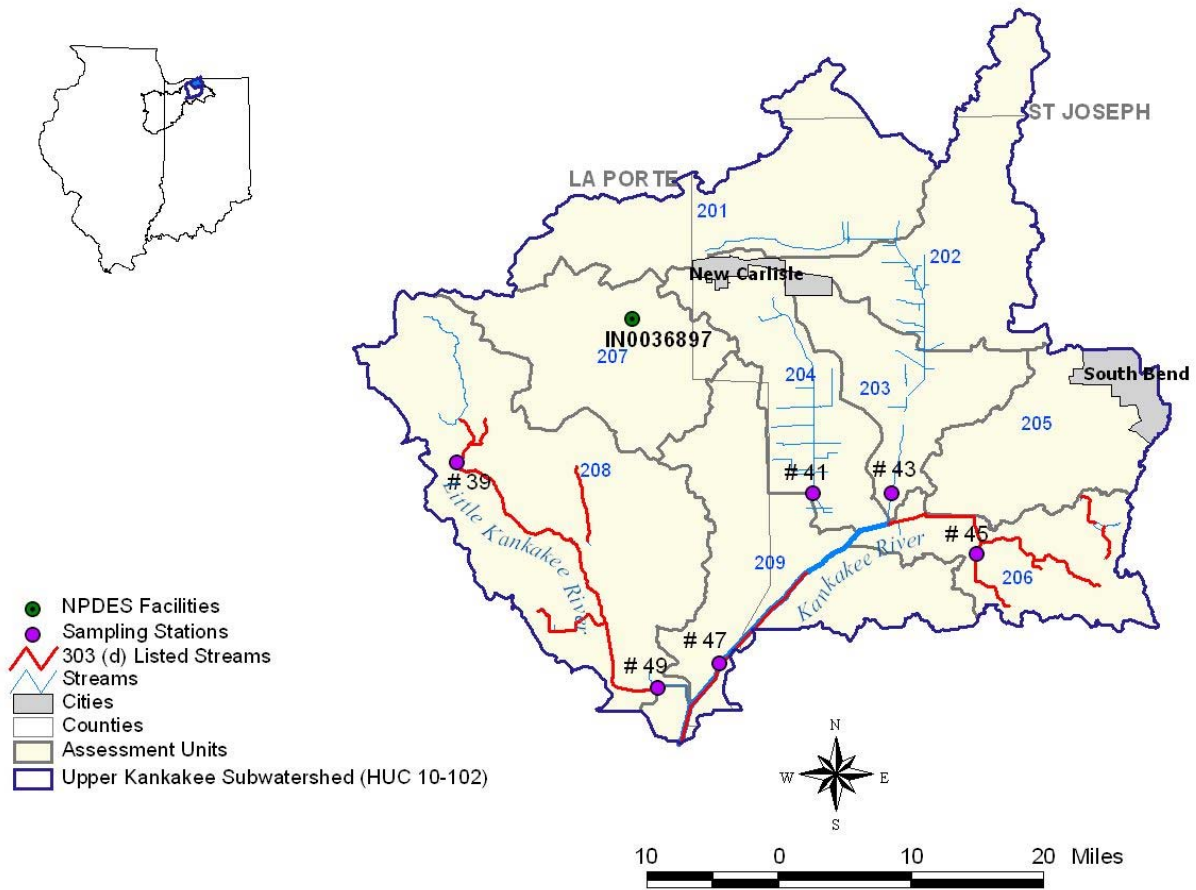 ST JOSEPH
LA PORTE
201
202
New Carlisle
IN0036897
207
204
203
South Bend
205
208
# 39
# 41
# 43
Little Kankakee River
# 45
209
Kankakee River
206
# 47
# 49
NPDES Facilities
Sampling Stations
303 (d) Listed Streams
Streams
Cities
Counties
Assessment Units
Upper Kankakee Subwatershed (HUC 10-102)
N
W E
S
10 0 10 20 Miles